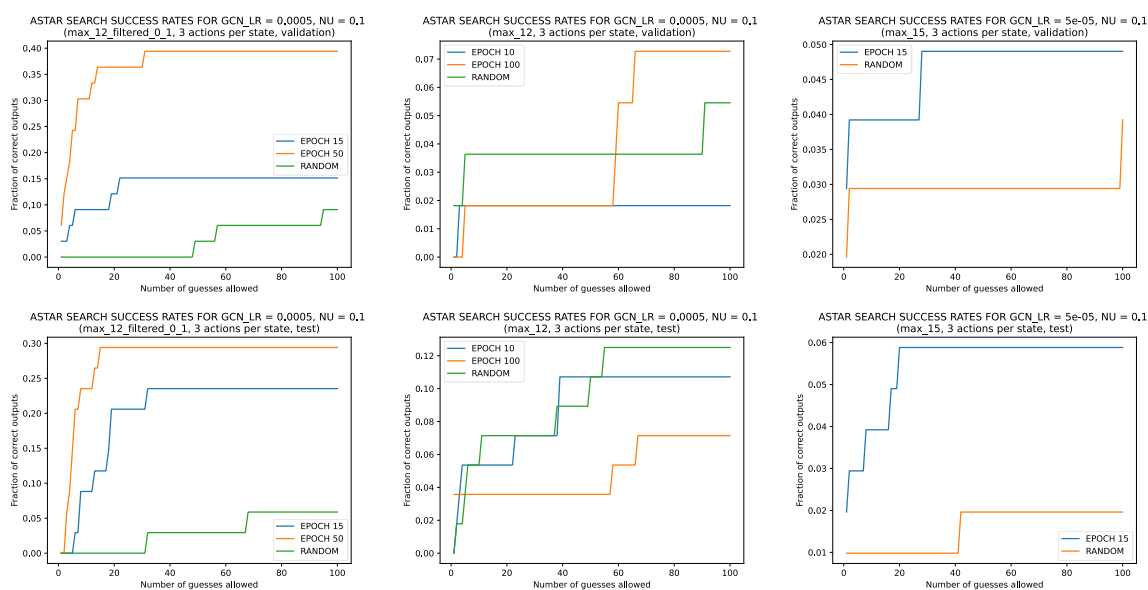 ASTAR SEARCH SUCCESS RATES FOR GCN_LR = 0.0005, NU = 0.1
(max_12_filtered_0_1, 3 actions per state, validation)
0.40
0.35
0.30
0.25
0.20
0.15
0.10
0.05
0.00
Fraction of correct outputs
EPOCH 15
EPOCH 50
RANDOM
0 20 40 60 80 100
Number of guesses allowed
ASTAR SEARCH SUCCESS RATES FOR GCN_LR = 0.0005, NU = 0.1
(max_12, 3 actions per state, validation)
0.07
0.06
0.05
0.04
0.03
0.02
0.01
0.00
Fraction of correct outputs
EPOCH 10
EPOCH 100
RANDOM
0 20 40 60 80 100
Number of guesses allowed
ASTAR SEARCH SUCCESS RATES FOR GCN_LR = 5e-05, NU = 0.1
(max_15, 3 actions per state, validation)
0.050
0.045
0.040
0.035
0.030
0.025
0.020
Fraction of correct outputs
EPOCH 15
RANDOM
0 20 40 60 80 100
Number of guesses allowed
ASTAR SEARCH SUCCESS RATES FOR GCN_LR = 0.0005, NU = 0.1
(max_12_filtered_0_1, 3 actions per state, test)
0.30
0.25
0.20
0.15
0.10
0.05
0.00
Fraction of correct outputs
EPOCH 15
EPOCH 50
RANDOM
0 20 40 60 80 100
Number of guesses allowed
ASTAR SEARCH SUCCESS RATES FOR GCN_LR = 0.0005, NU = 0.1
(max_12, 3 actions per state, test)
0.12
0.10
0.08
0.06
0.04
0.02
0.00
Fraction of correct outputs
EPOCH 10
EPOCH 100
RANDOM
0 20 40 60 80 100
Number of guesses allowed
ASTAR SEARCH SUCCESS RATES FOR GCN_LR = 5e-05, NU = 0.1
(max_15, 3 actions per state, test)
0.06
0.05
0.04
0.03
0.02
0.01
Fraction of correct outputs
EPOCH 15
RANDOM
0 20 40 60 80 100
Number of guesses allowed